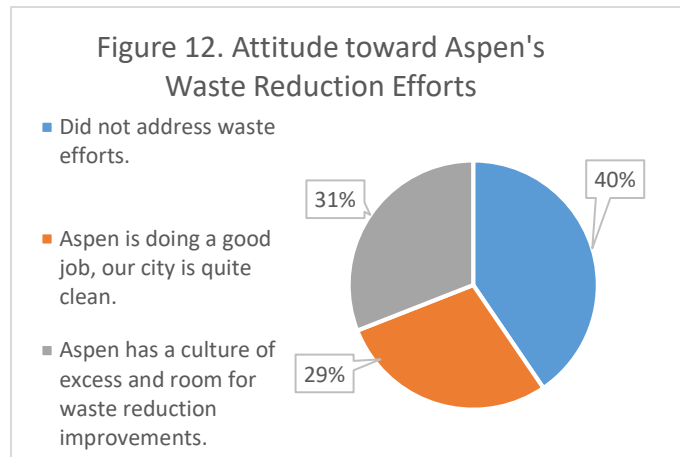 Figure 12. Attitude toward Aspen's
Waste Reduction Efforts
Did not address waste
efforts.
Aspen is doing a good
job, our city is quite
clean.
Aspen has a culture of
excess and room for
waste reduction
improvements.
31%
40%
29%